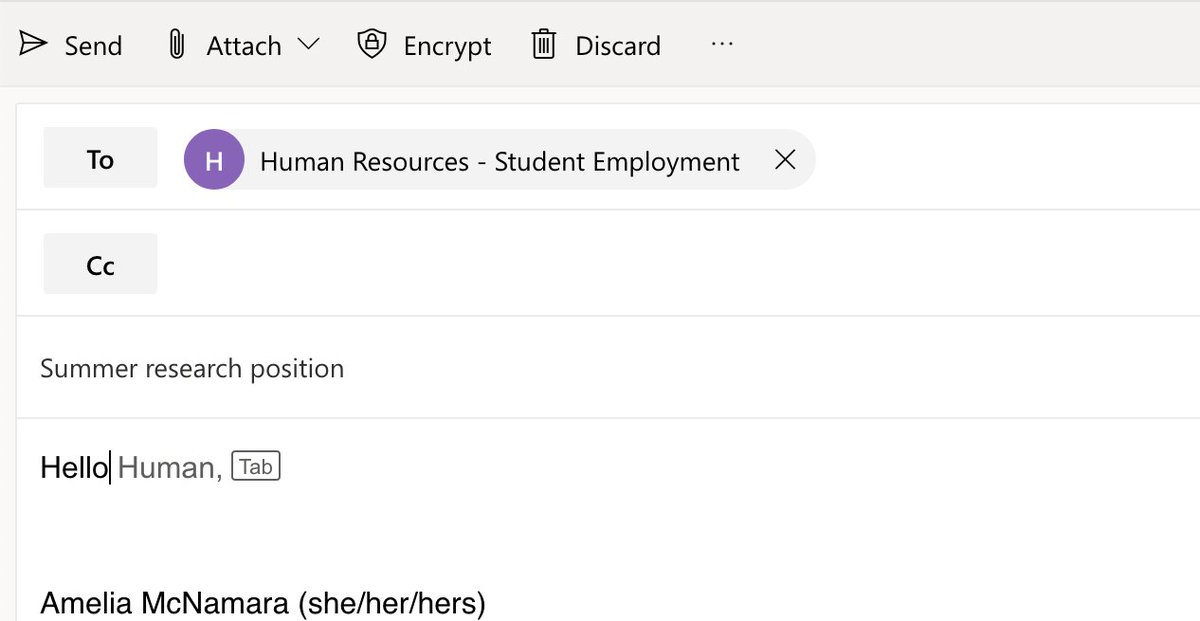 Send Attach Encrypt Discard ...
To H Human Resources - Student Employment
Cc
Summer research position
Hello Human, Tab
Amelia McNamara (she/her/hers)